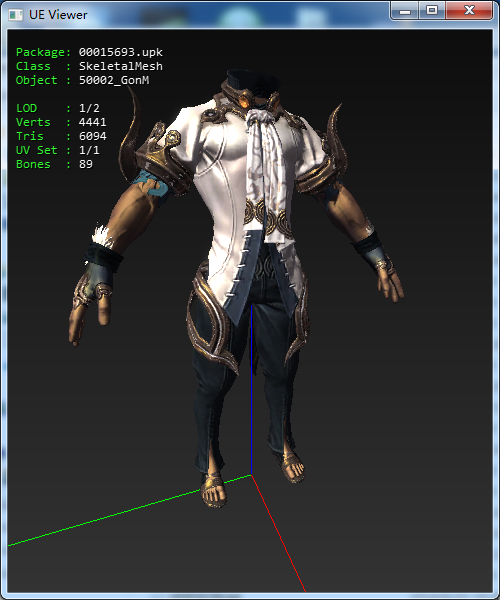 UE Viewer
Package: 00015693.upk
Class : SkeletalMesh
Object : 50002_GonM
LOD : 1/2
Verts : 4441
Tris : 6094
UV Set : 1/1
Bones : 89